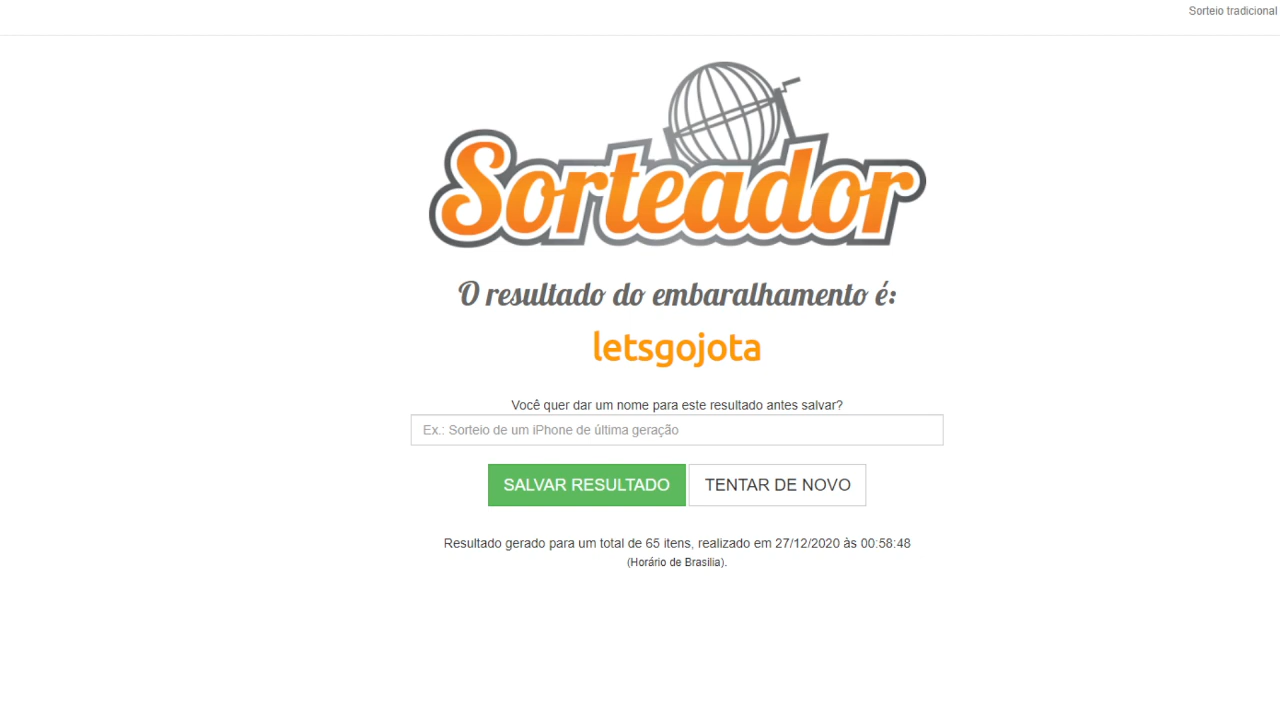 Sorteio tradicional
Sorteador
O resultado do embaralhamento é:
letsgojota
Você quer dar um nome para este resultado antes salvar?
Ex.: Sorteio de um iPhone de última geração
SALVAR RESULTADO TENTAR DE NOVO
Resultado gerado para um total de 65 itens, realizado em 27/12/2020 às 00:58:48
(Horário de Brasilia).